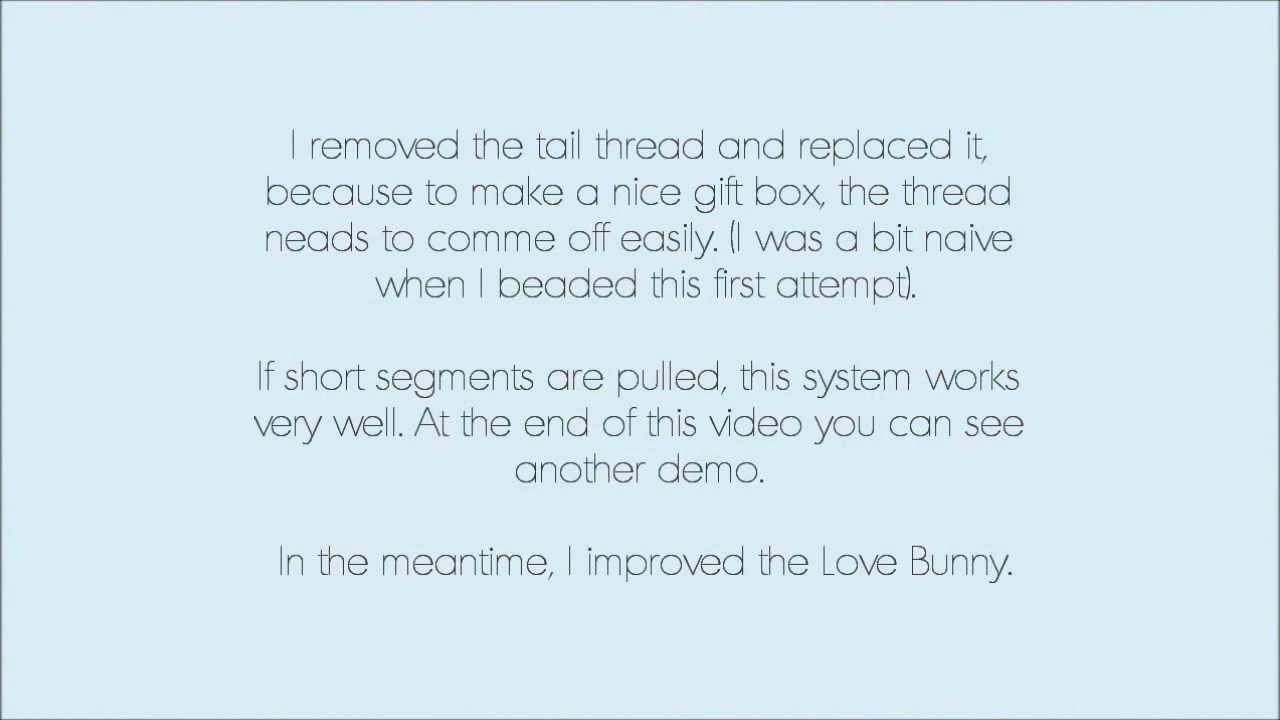 I removed the tail thread and replaced it,
because to make a nice gift box, the thread
neads to comme off easily. (I was a bit naive
when I beaded this first attempt).
If short segments are pulled, this system works
very well. At the end of this video you can see
another demo.
In the meantime, I improved the Love Bunny.